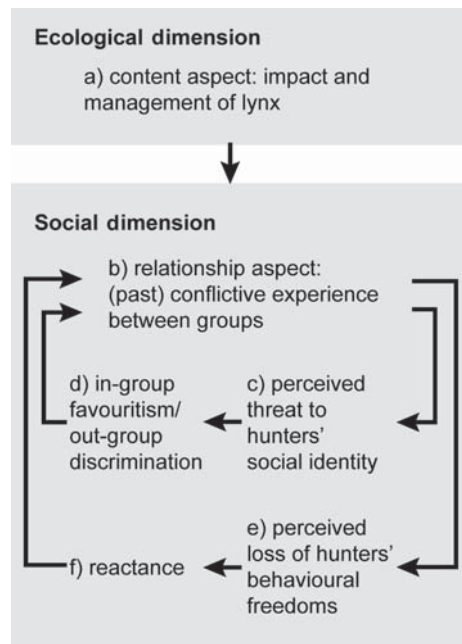 Ecological dimension
a) content aspect: impact and
management of lynx
Social dimension
b) relationship aspect:
(past) conflictive experience
between groups
d) in-group
favouritism/
out-group
discrimination
c) perceived
threat to
hunters'
social identity
e) perceived
loss of hunters'
behavioural
freedoms
f) reactance